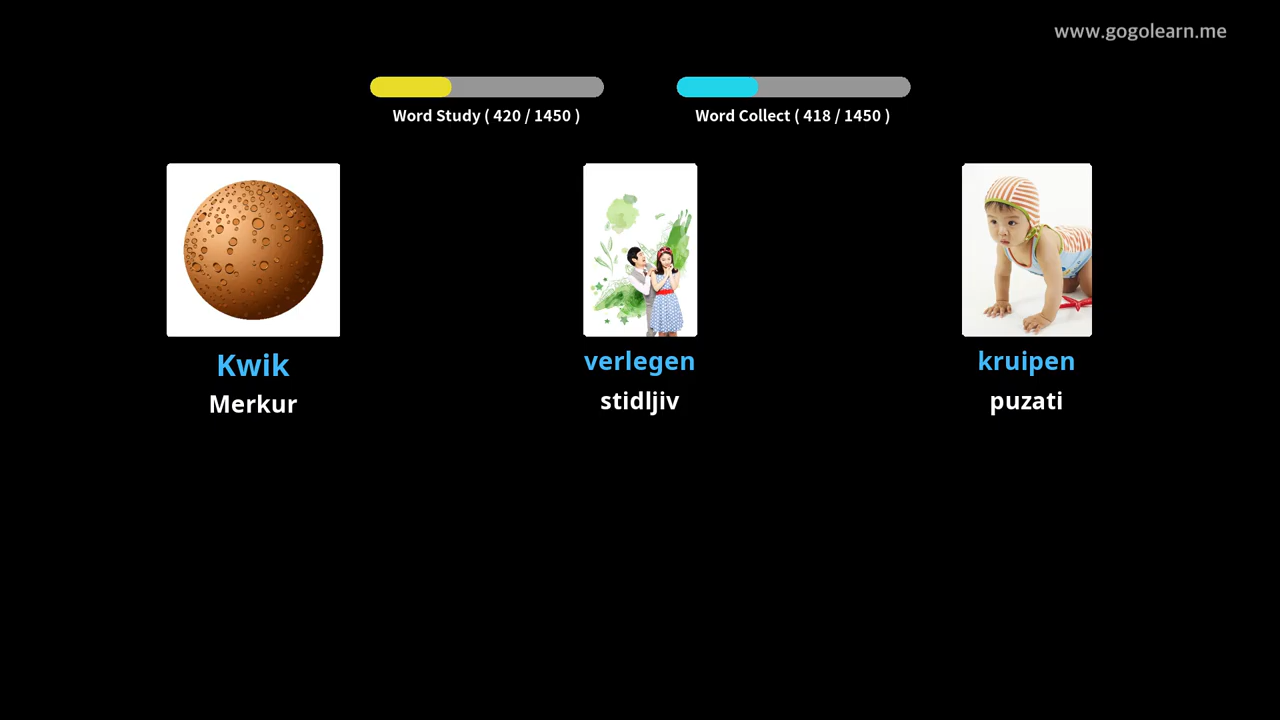 www.gogolearn.me
Word Study ( 420 / 1450 )
Word Collect ( 418 / 1450 )
Kwik
Merkur
verlegen
stidljiv
kruipen
puzati